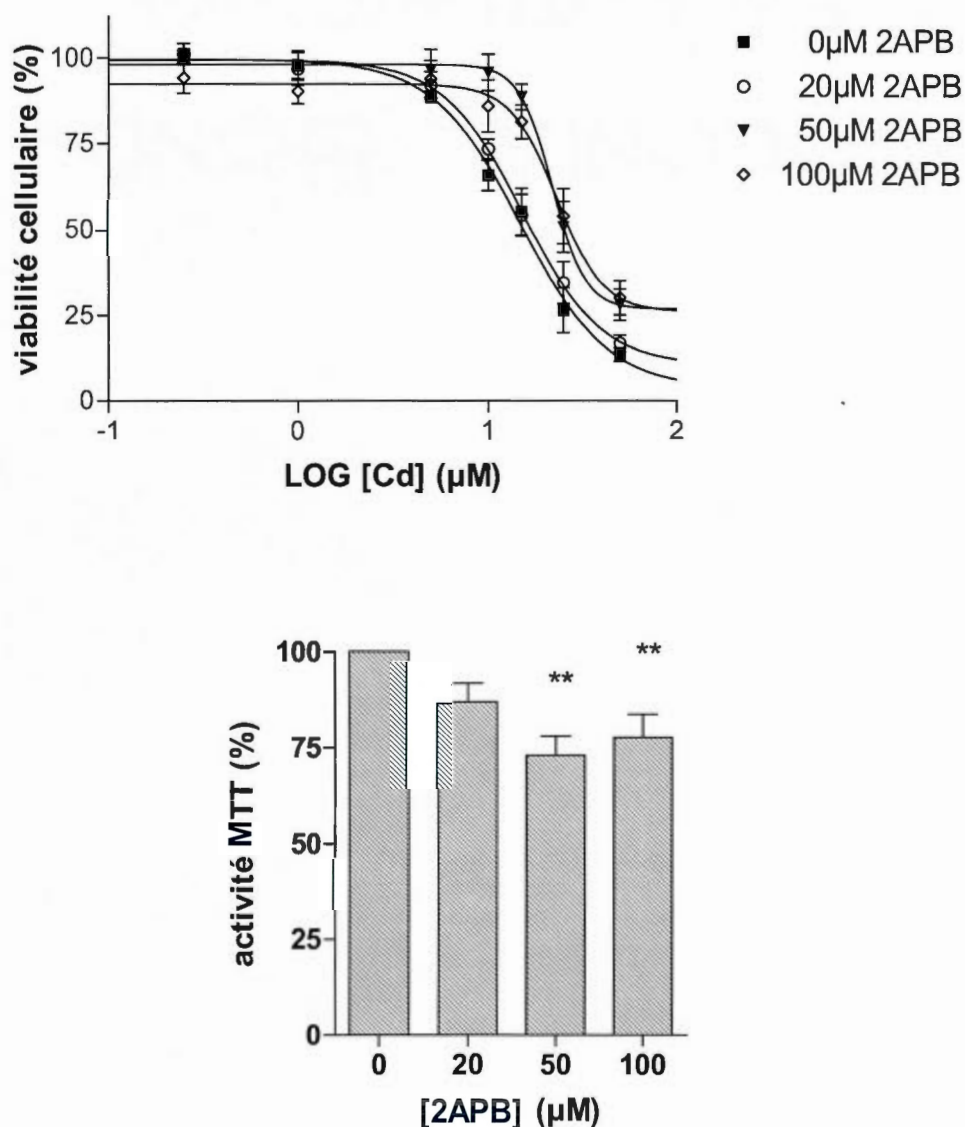 viabilité cellulaire (%)
100
75
50
25
0
-1 0 1 2
LOG [Cd] (µM)
0µM 2APB
20µM 2APB
50µM 2APB
100µM 2APB
activité MTT (%)
100
75
50
25
0
** **
0 20 50 100
[2APB] (µM)